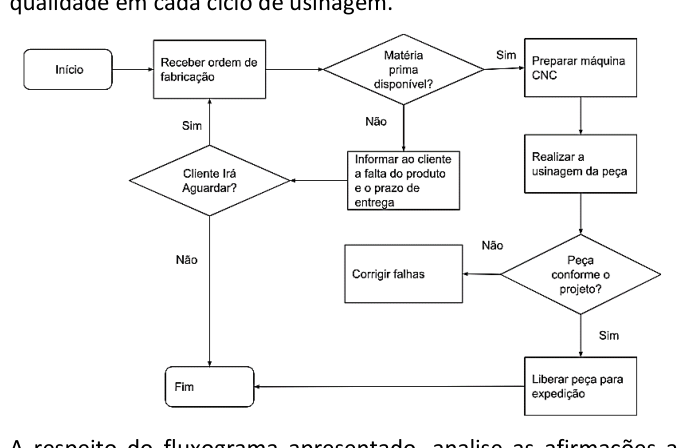 qualidade em cada ciclo de usinagem.
Início
Receber ordem de
fabricação
Matéria
prima
disponível?
Sim
Preparar máquina
CNC
Não
Sim
Informar ao cliente
a falta do produto
e o prazo de
entrega
Cliente Irá
Aguardar?
Realizar a
usinagem da peça
Não
Não
Corrigir falhas
Peça
conforme o
projeto?
Sim
Fim
Liberar peça para
expedição
A respeito do fluxograma apresentado, analise as afirmações a